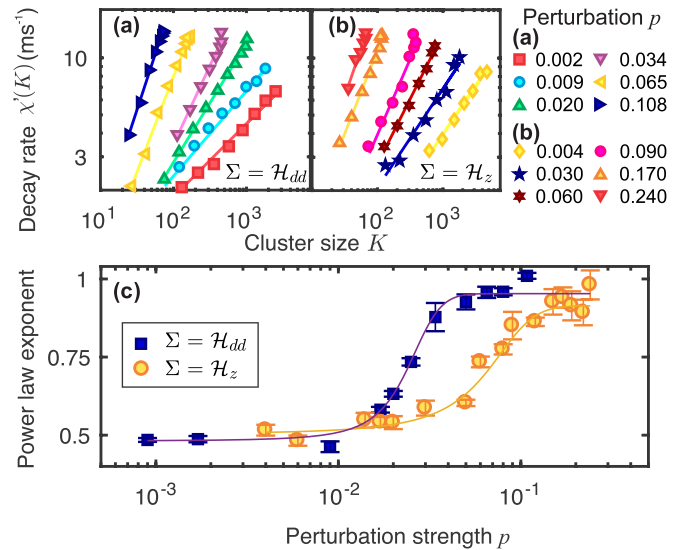 (a)
(b)
Decay rate χ'(K) (ms⁻¹)
10
3
Σ = ℋdd
Σ = ℋz
10¹ 10² 10³ 10² 10³
Cluster size K
Perturbation p
(a)
0.002 0.034
0.009 0.065
0.020 0.108
(b)
0.004 0.090
0.030 0.170
0.060 0.240
(c)
Power law exponent
1
0.75
0.5
Σ = ℋdd
Σ = ℋz
10⁻³ 10⁻² 10⁻¹
Perturbation strength p